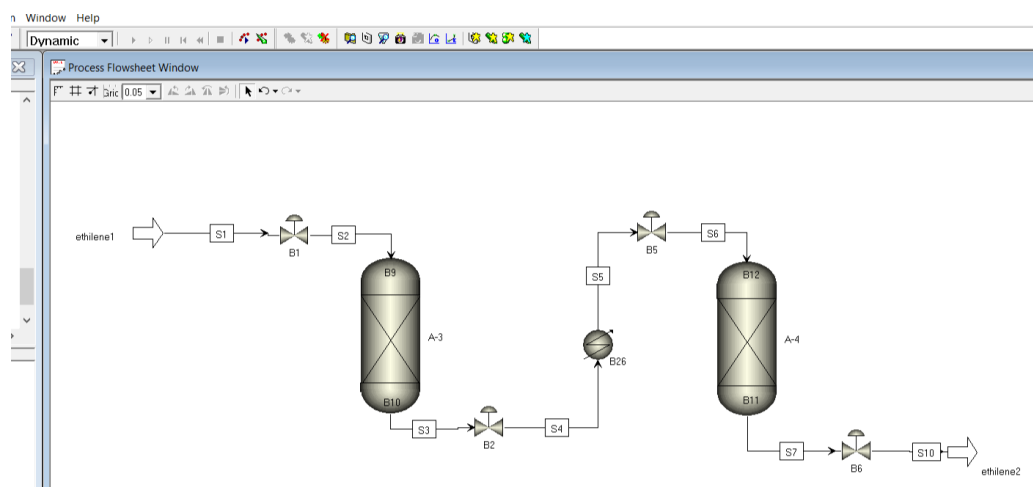 n Window Help
Dynamic
Process Flowsheet Window
Gric 0.05
ethilene1
S1
B1
S2
B9
A-3
B10
S3
B2
S4
B26
S5
B5
S6
B12
A-4
B11
S7
B6
S10
ethilene2